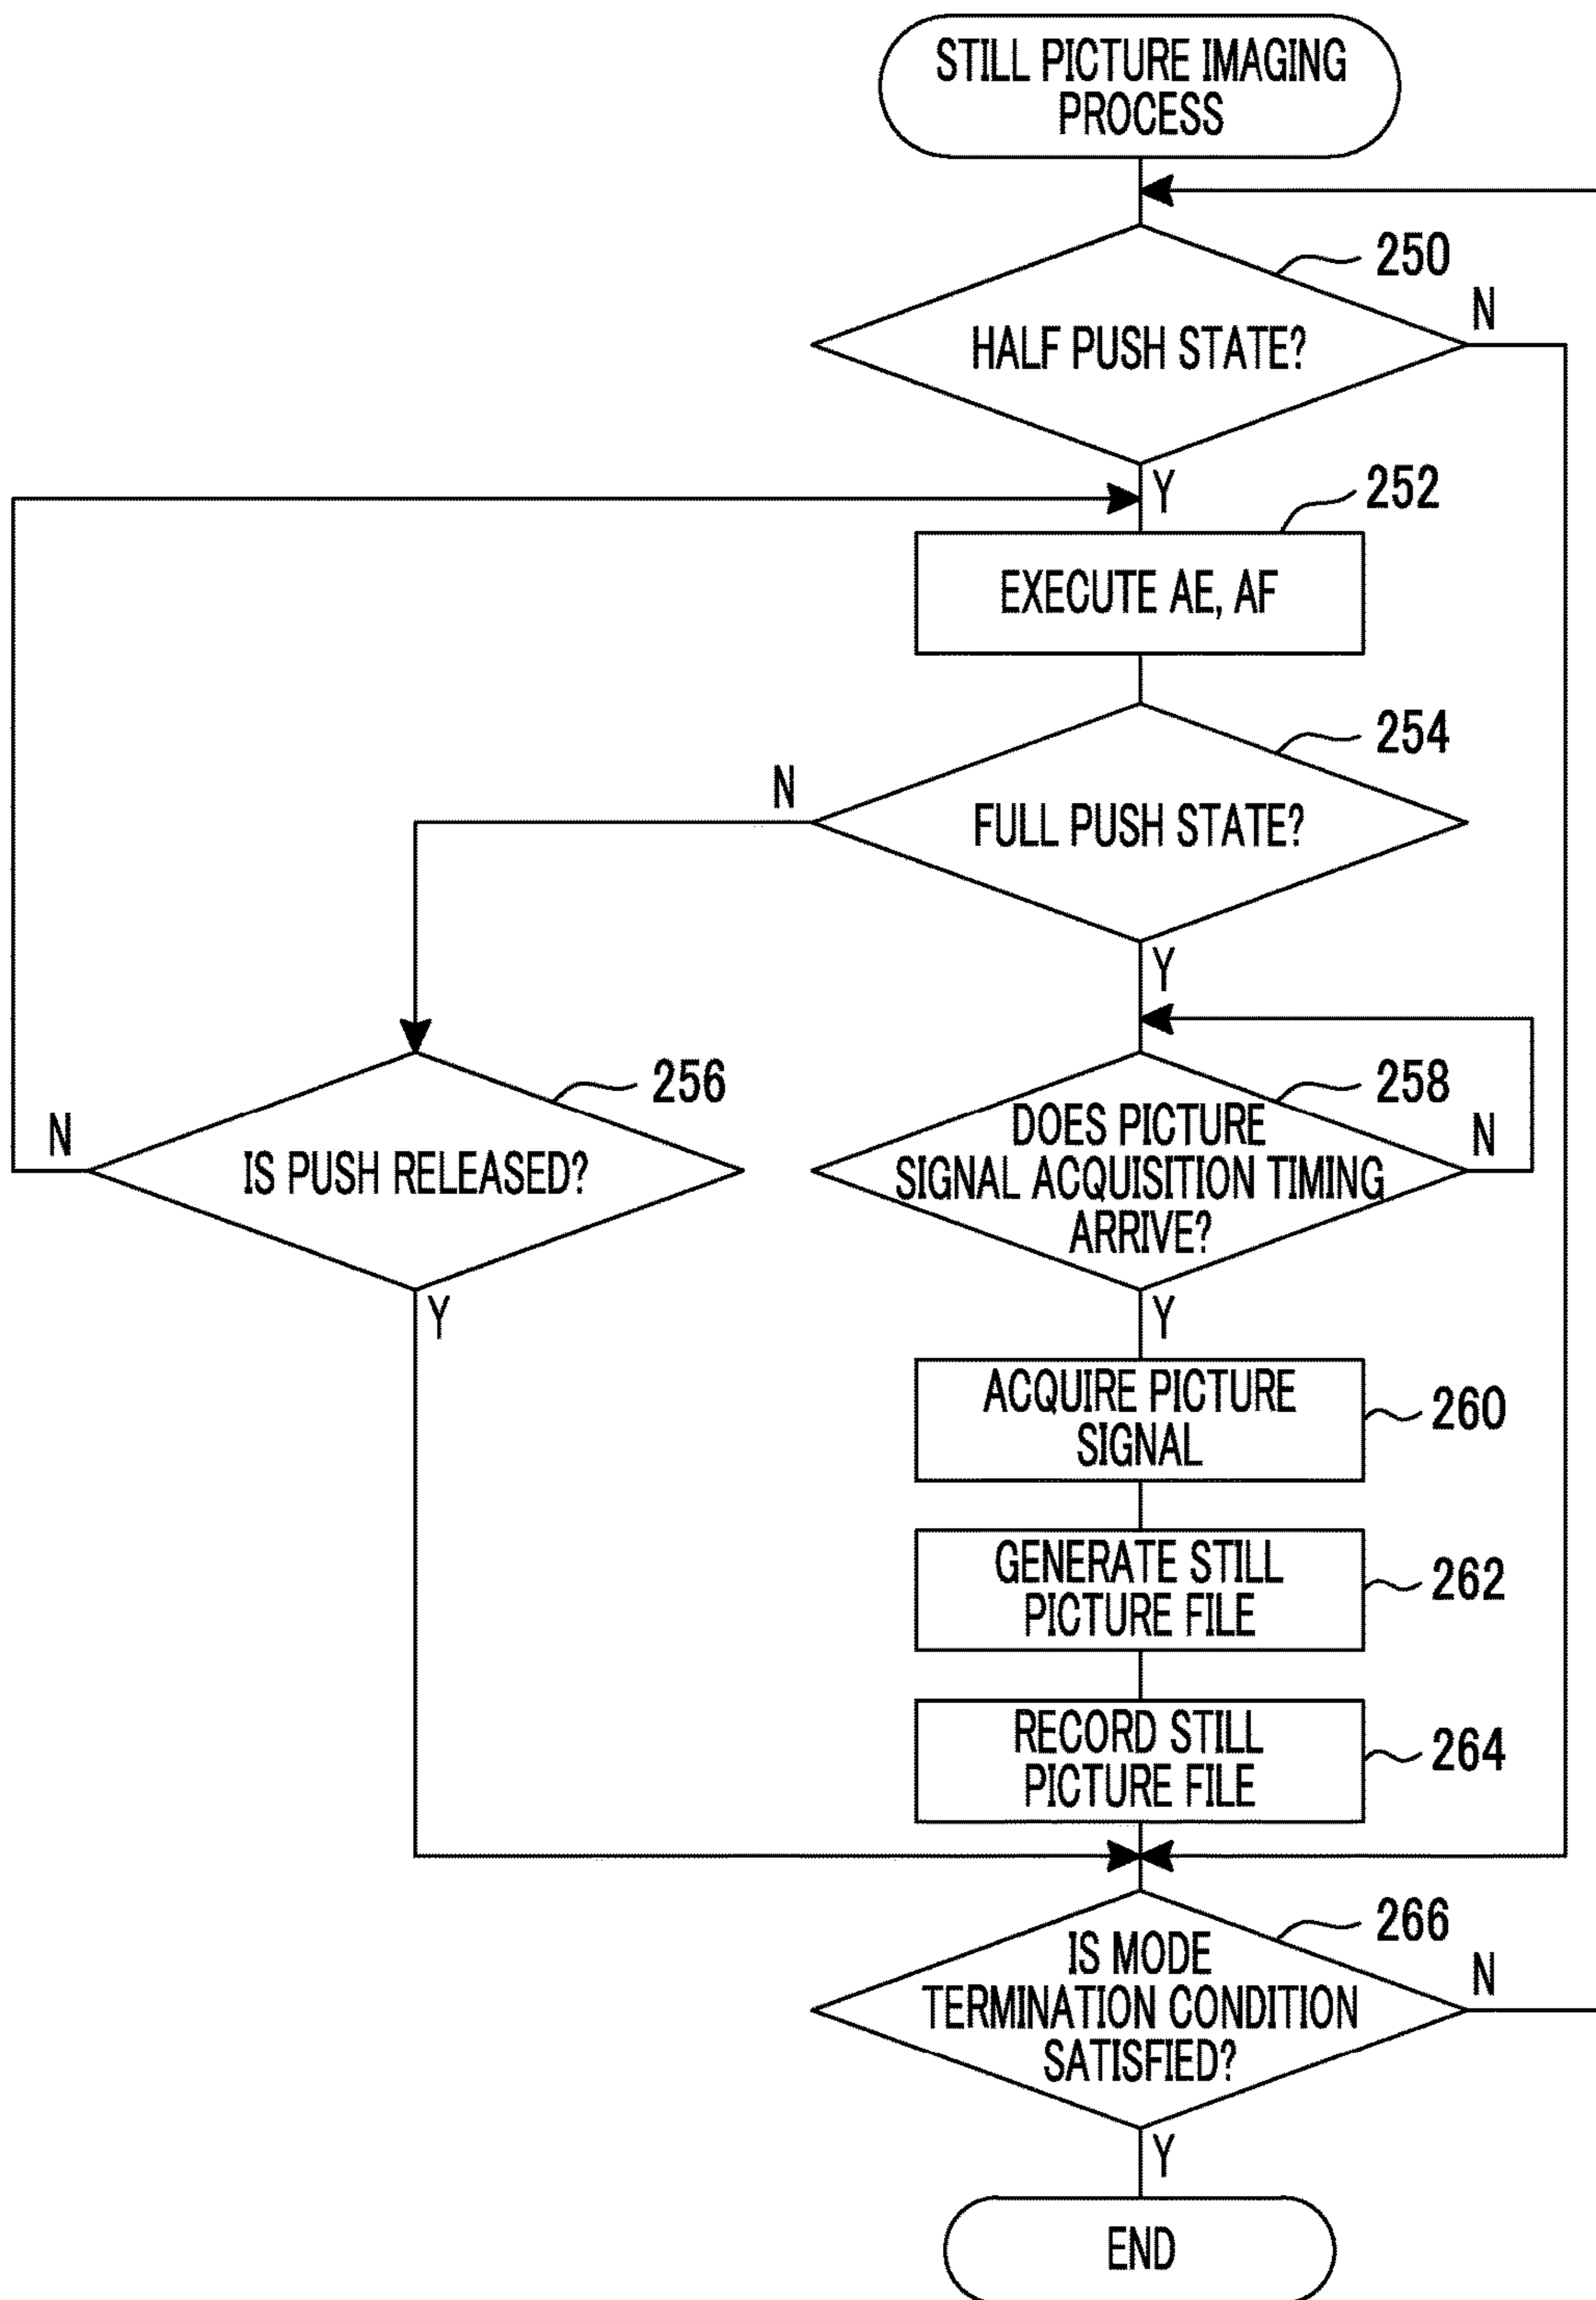 STILL PICTURE IMAGING
PROCESS
250
N
HALF PUSH STATE?
Y
252
EXECUTE AE, AF
254
N
FULL PUSH STATE?
Y
256
N
IS PUSH RELEASED?
Y
258
DOES PICTURE
N
SIGNAL ACQUISITION TIMING
ARRIVE?
Y
ACQUIRE PICTURE
SIGNAL
260
GENERATE STILL
PICTURE FILE
262
RECORD STILL
PICTURE FILE
264
266
IS MODE
N
TERMINATION CONDITION
SATISFIED?
Y
END